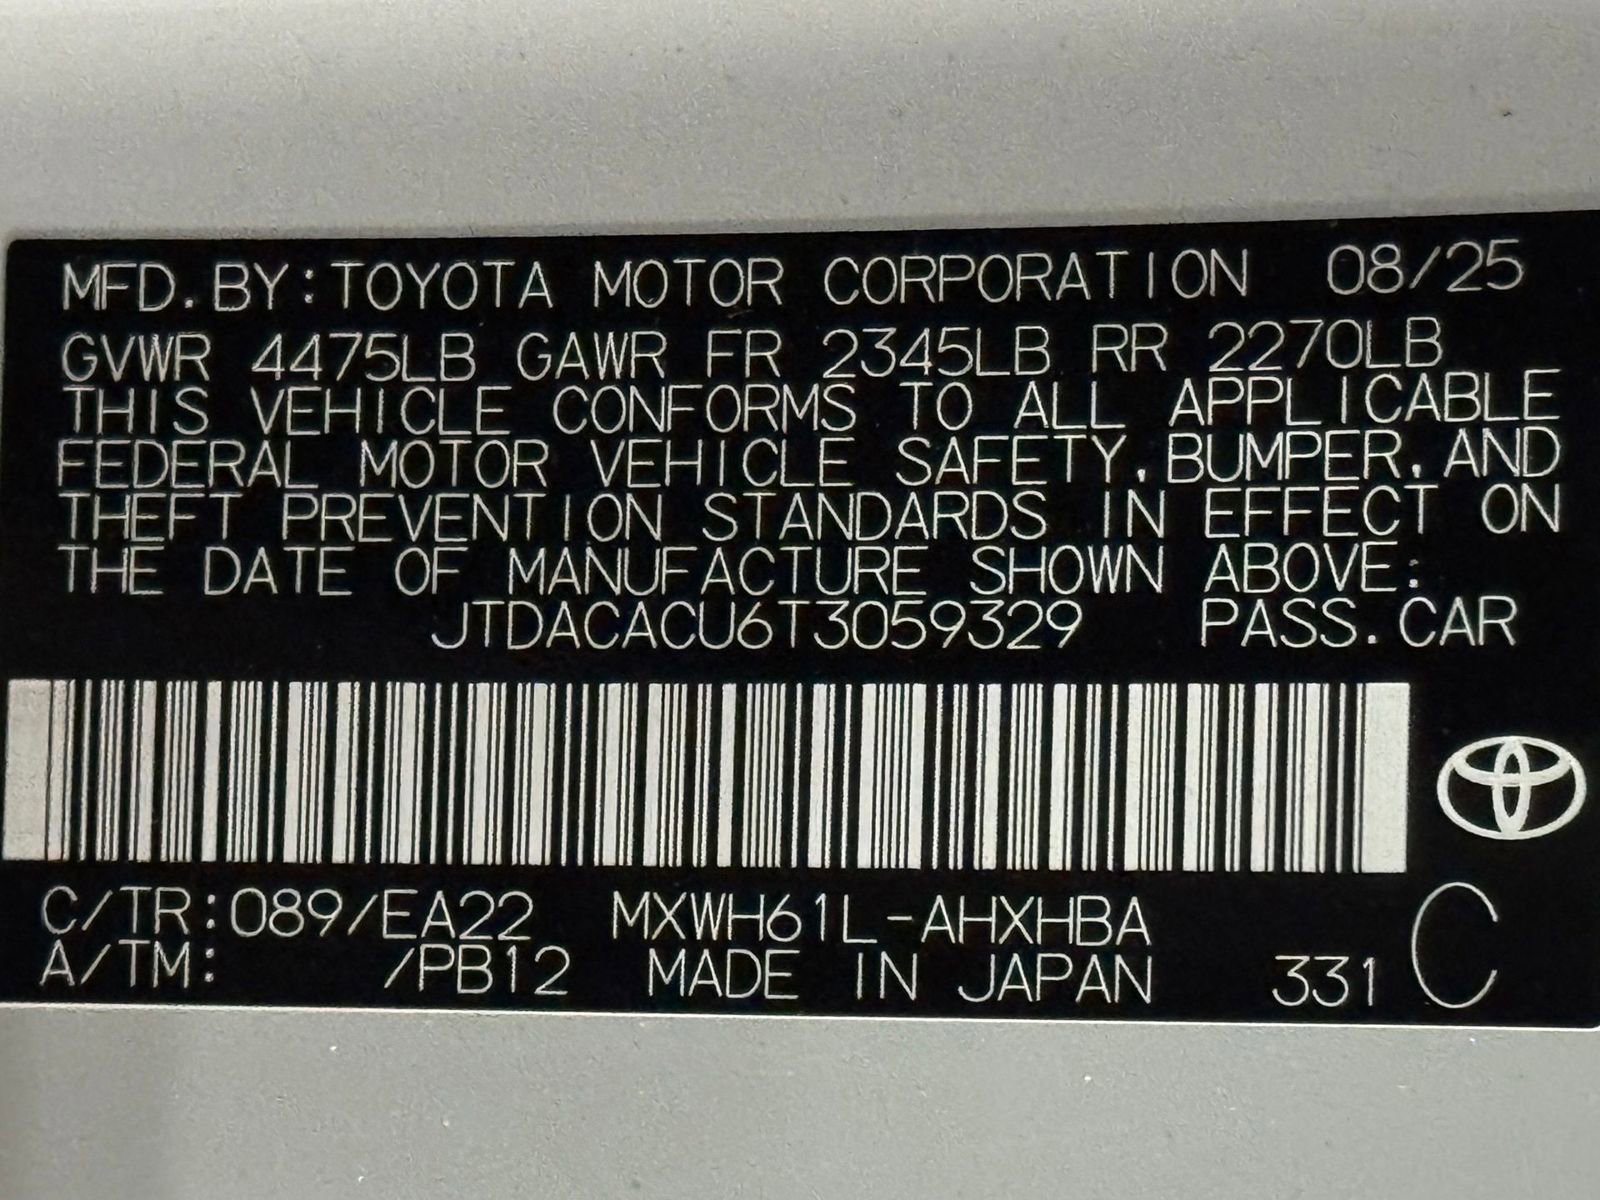 MFD. BY: TOYOTA MOTOR CORPORATION 08/25
GVWR 4475LB GAWR FR 2345LB RR 2270LB
THIS VEHICLE CONFORMS TO ALL APPLICABLE
FEDERAL MOTOR VEHICLE SAFETY, BUMPER, AND
THEFT PREVENTION STANDARDS IN EFFECT ON
THE DATE OF MANUFACTURE SHOWN ABOVE:
JTDACACU6T3059329 PASS. CAR
C/TR: 089/EA22 MXWH61L-AHXHBA
A/TM: /PB12 MADE IN JAPAN 331 C